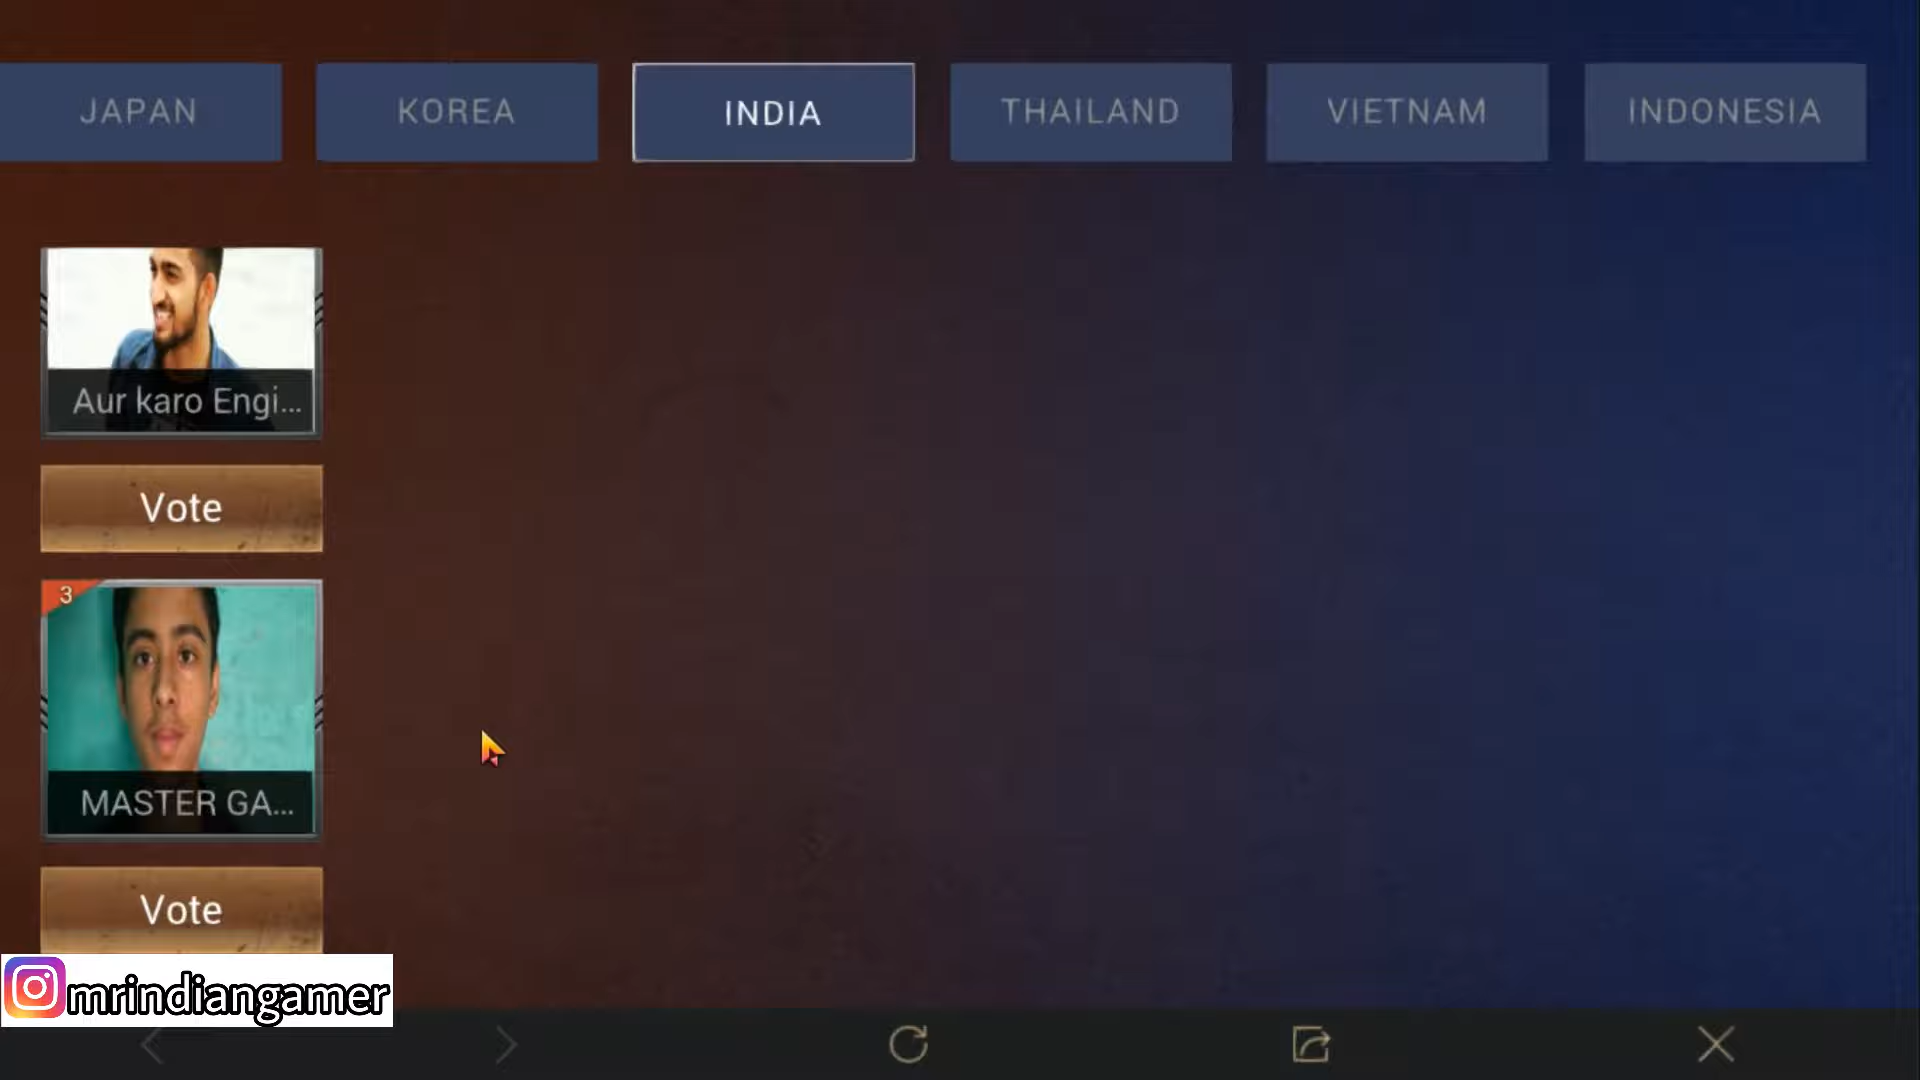 JAPAN KOREA INDIA THAILAND VIETNAM INDONESIA
Aur karo Engi...
Vote
3
MASTER GA...
Vote
mrindiangamer